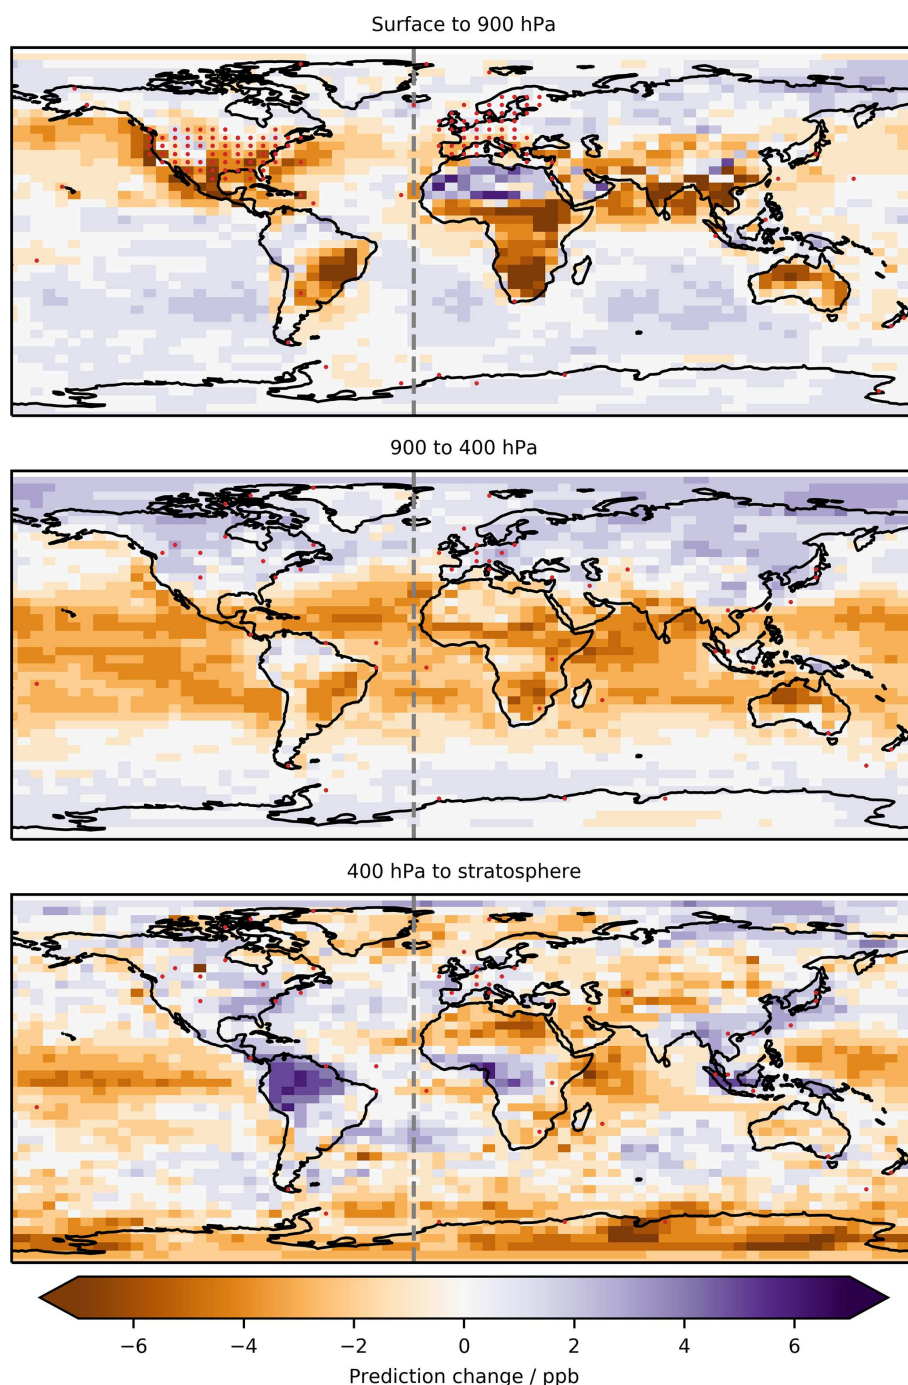 Surface to 900 hPa
900 to 400 hPa
400 hPa to stratosphere
−6 −4 −2 0 2 4 6
Prediction change / ppb